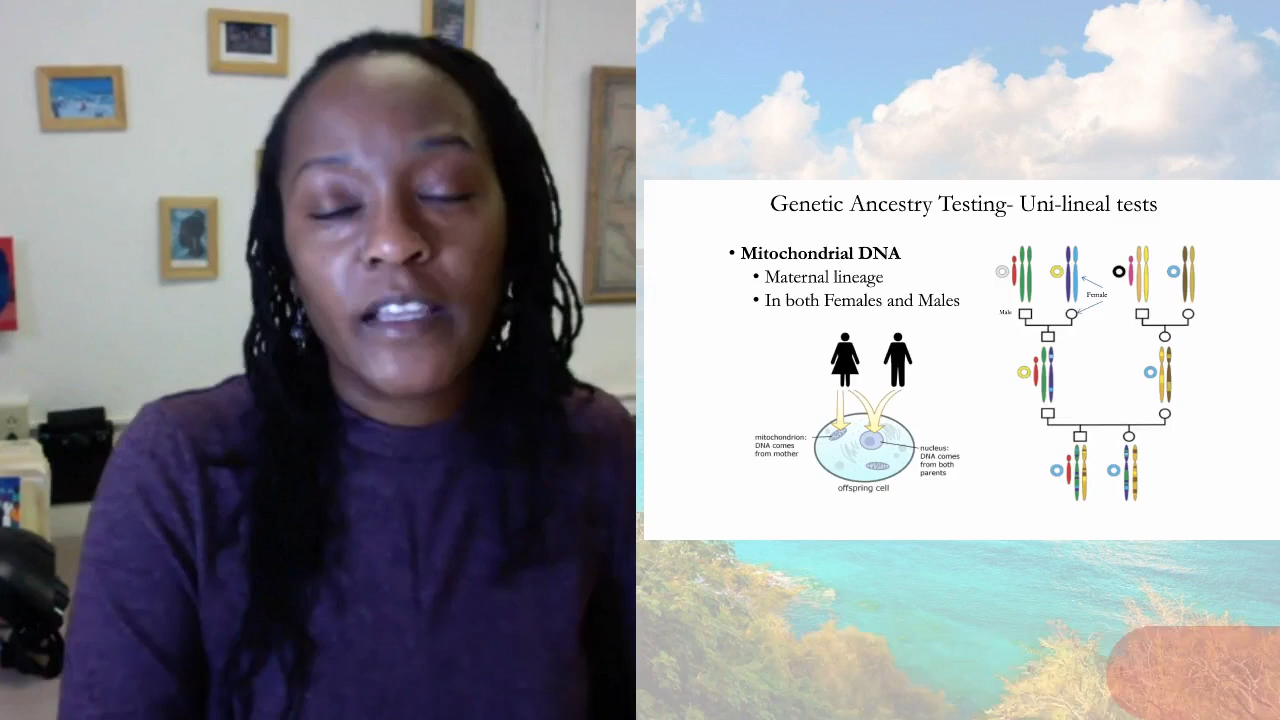 Genetic Ancestry Testing- Uni-lineal tests
• Mitochondrial DNA
• Maternal lineage
• In both Females and Males
Female
Male
mitochondrion:
DNA comes
from mother
nucleus:
DNA comes
from both
parents
offspring cell